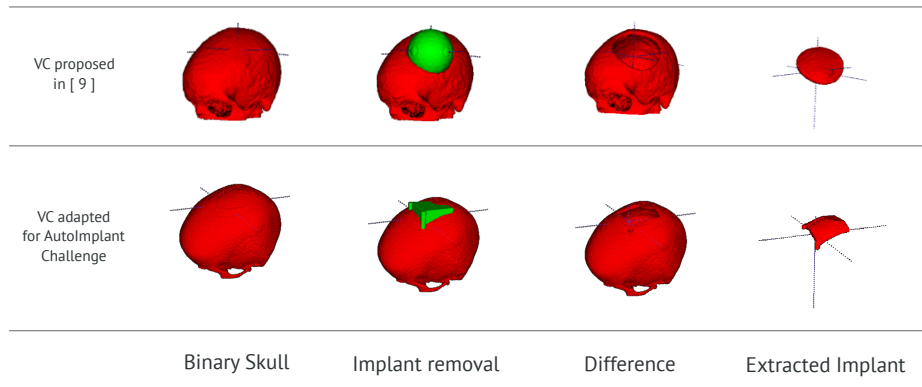 VC proposed
in [ 9 ]
VC adapted
for AutoImplant
Challenge
Binary Skull
Implant removal
Difference
Extracted Implant